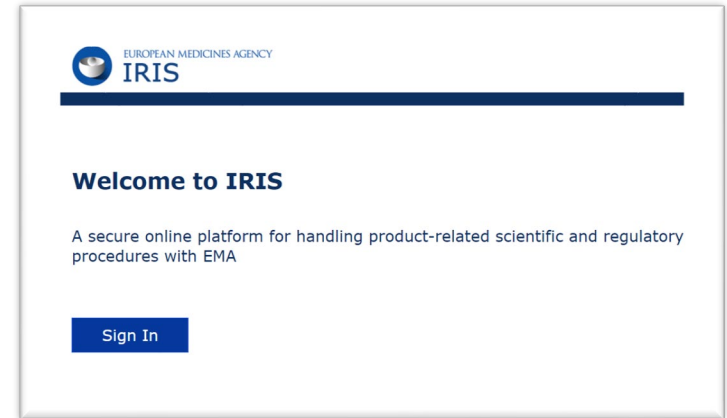 EUROPEAN MEDICINES AGENCY
IRIS
Welcome to IRIS
A secure online platform for handling product-related scientific and regulatory
procedures with EMA
Sign In